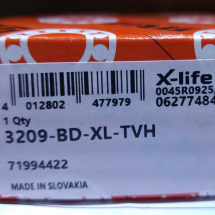 X-life
0045R0925
06277484
4 012802 477979
1 Qty
3209-BD-XL-TVH
71994422
MADE IN SLOVAKIA